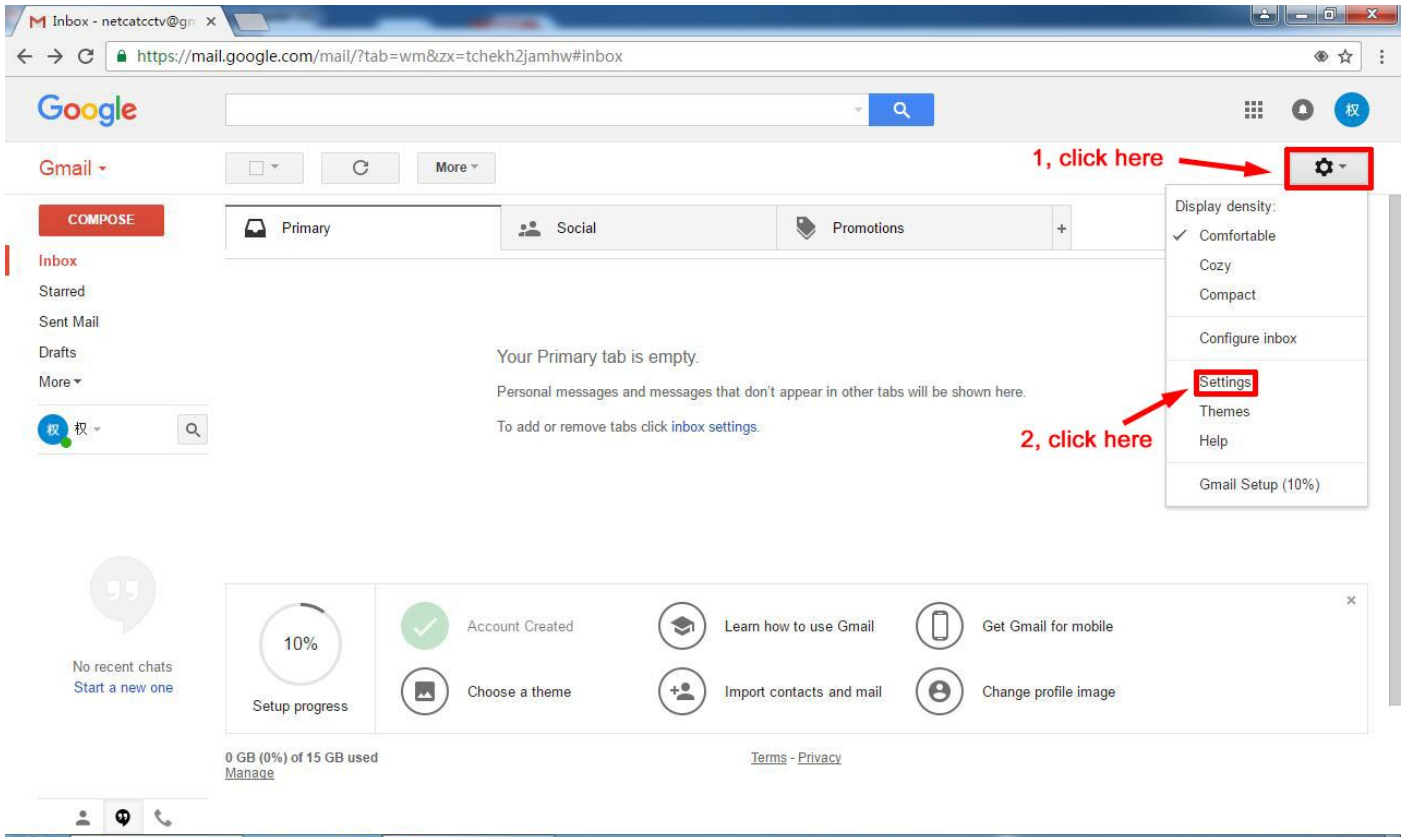 Inbox - netcatcctv@gm
https://mail.google.com/mail/?tab=wm&zx=tchekh2jamhw#inbox
Google
权
Gmail
More
1, click here
COMPOSE
Primary
Social
Promotions
+
Display density:
Comfortable
Cozy
Compact
Configure inbox
Settings
Themes
Help
Gmail Setup (10%)
2, click here
Inbox
Starred
Sent Mail
Drafts
More
权 权
Your Primary tab is empty.
Personal messages and messages that don't appear in other tabs will be shown here.
To add or remove tabs click inbox settings.
No recent chats
Start a new one
10%
Setup progress
Account Created
Learn how to use Gmail
Get Gmail for mobile
Choose a theme
Import contacts and mail
Change profile image
0 GB (0%) of 15 GB used
Manage
Terms - Privacy